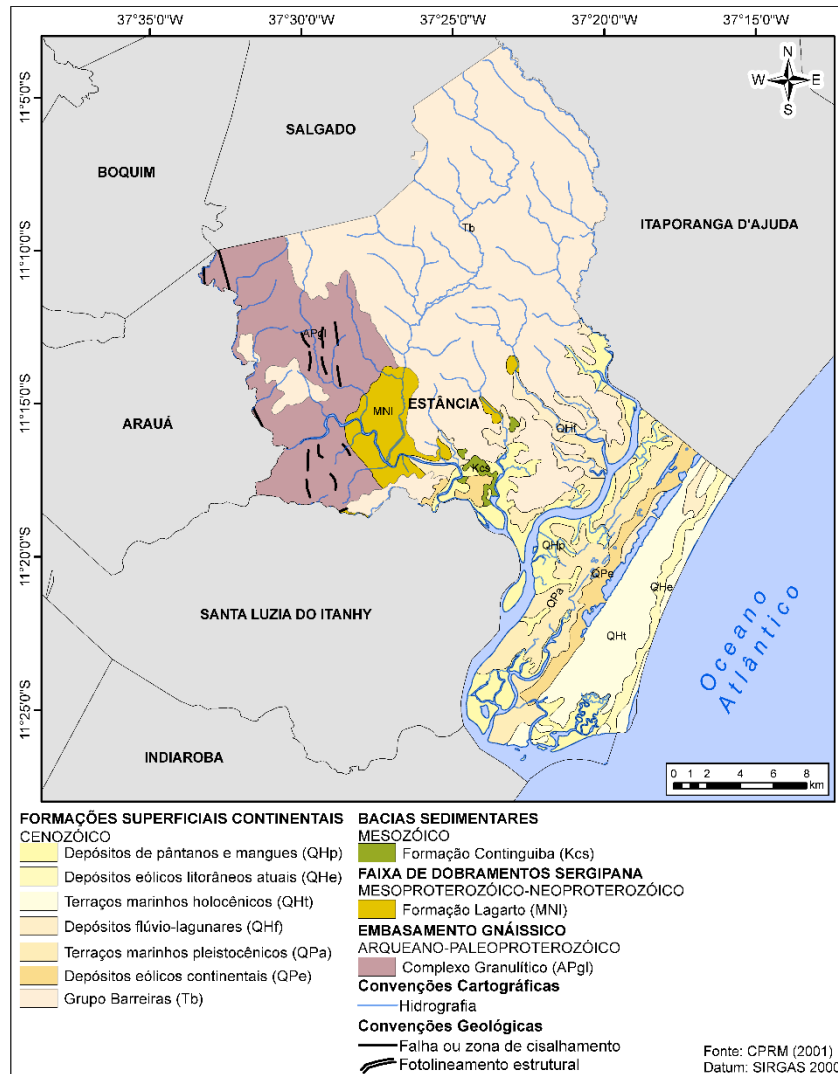 37°35'0"W 37°30'0"W 37°25'0"W 37°20'0"W 37°15'0"W
11°5'0"S
11°10'0"S
11°15'0"S
11°20'0"S
11°25'0"S
N
W E
S
SALGADO
BOQUIM
ITAPORANGA D'AJUDA
Tb
APgl
ARAUÁ
MNI
ESTÂNCIA
QHf
Kcs
QHp
QPe
QHe
QPa
SANTA LUZIA DO ITANHY
QHt
Oceano
Atlântico
INDIAROBA
0 1 2 4 6 8
km
FORMAÇÕES SUPERFICIAIS CONTINENTAIS
CENOZÓICO
Depósitos de pântanos e mangues (QHp)
Depósitos eólicos litorâneos atuais (QHe)
Terraços marinhos holocênicos (QHt)
Depósitos flúvio-lagunares (QHf)
Terraços marinhos pleistocênicos (QPa)
Depósitos eólicos continentais (QPe)
Grupo Barreiras (Tb)
BACIAS SEDIMENTARES
MESOZÓICO
Formação Continguiba (Kcs)
FAIXA DE DOBRAMENTOS SERGIPANA
MESOPROTEROZÓICO-NEOPROTEROZÓICO
Formação Lagarto (MNI)
EMBASAMENTO GNÁISSICO
ARQUEANO-PALEOPROTEROZÓICO
Complexo Granulítico (APgl)
Convenções Cartográficas
Hidrografia
Convenções Geológicas
Falha ou zona de cisalhamento
Fotolineamento estrutural
Fonte: CPRM (2001)
Datum: SIRGAS 2000